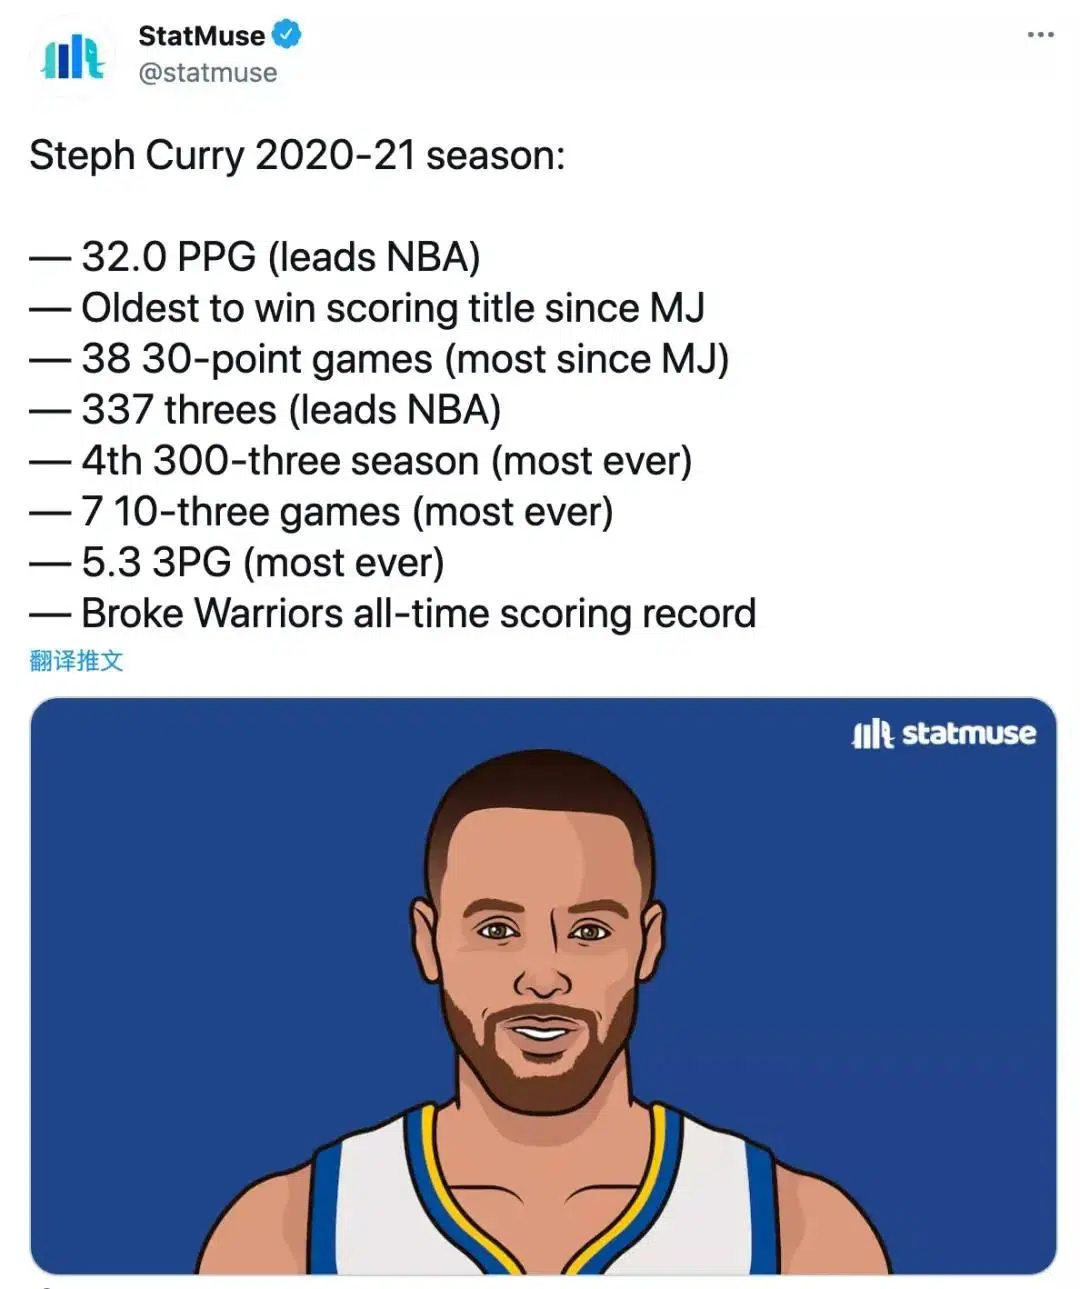 StatMuse
@statmuse
Steph Curry 2020-21 season:
— 32.0 PPG (leads NBA)
— Oldest to win scoring title since MJ
— 38 30-point games (most since MJ)
— 337 threes (leads NBA)
— 4th 300-three season (most ever)
— 7 10-three games (most ever)
— 5.3 3PG (most ever)
— Broke Warriors all-time scoring record
翻译推文
statmuse